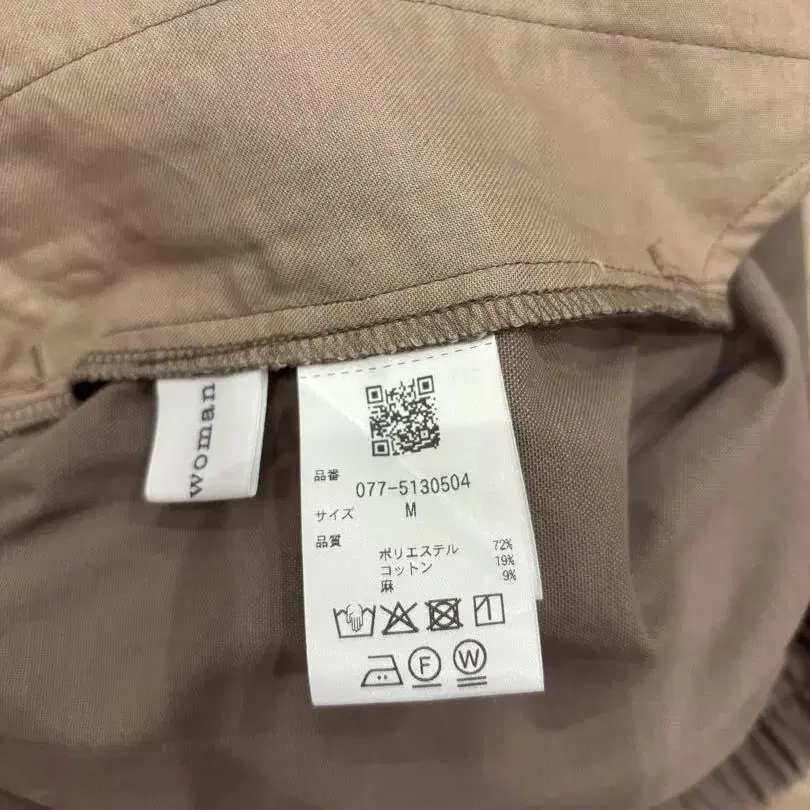 woman
品番
077-5130504
サイズ M
品質
ポリエステル 72%
コットン 19%
麻 9%
F W